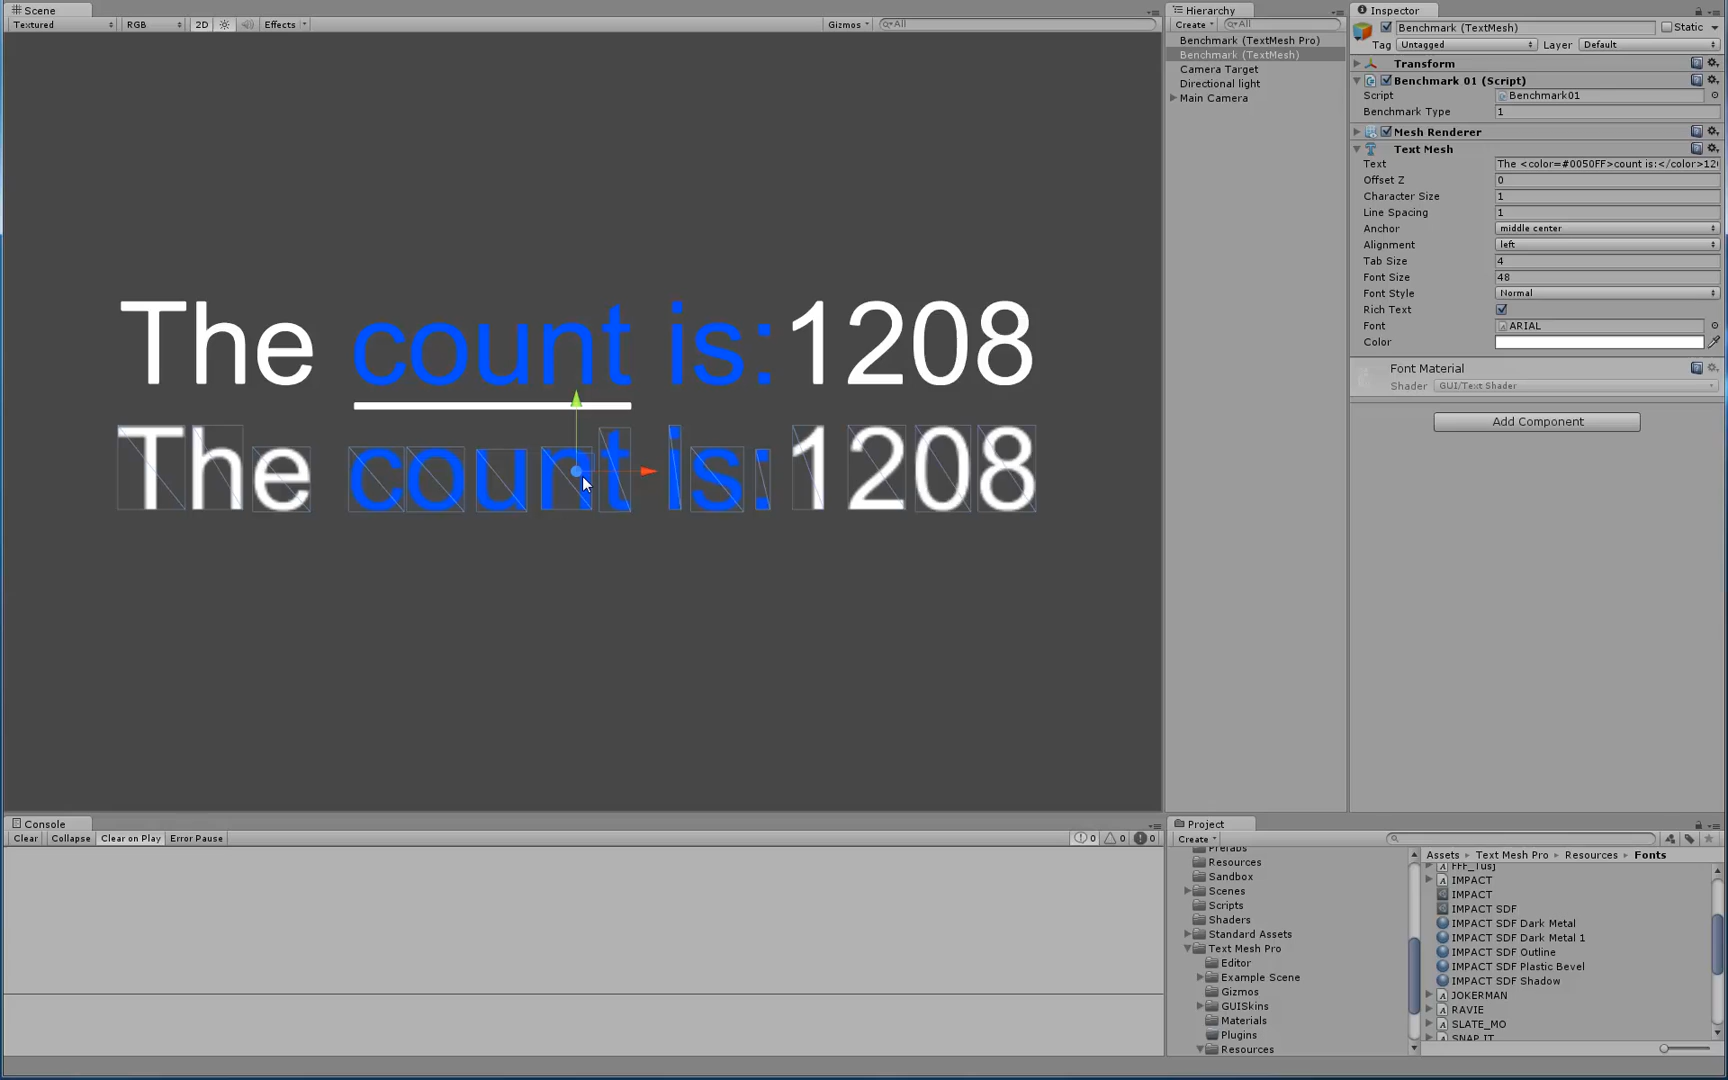 Scene
Textured RGB 2D Effects Gizmos All
The count is:1208
The count is:1208
Hierarchy
Create All
Benchmark (TextMesh Pro)
Benchmark (TextMesh)
Camera Target
Directional light
Main Camera
Inspector
Benchmark (TextMesh) Static
Tag Untagged Layer Default
Transform
Benchmark 01 (Script)
Script Benchmark01
Benchmark Type 1
Mesh Renderer
Text Mesh
Text The <color=#0050FF>count is:</color>120
Offset Z 0
Character Size 1
Line Spacing 1
Anchor middle center
Alignment left
Tab Size 4
Font Size 48
Font Style Normal
Rich Text
Font ARIAL
Color
Font Material
Shader GUI/Text Shader
Add Component
Console
Clear Collapse Clear on Play Error Pause 0 0 0
Project
Create
Prefabs
Resources
Sandbox
Scenes
Scripts
Shaders
Standard Assets
Text Mesh Pro
Editor
Example Scene
Gizmos
GUISkins
Materials
Plugins
Resources
Assets Text Mesh Pro Resources Fonts
FFF_Tusj
IMPACT
IMPACT
IMPACT SDF
IMPACT SDF Dark Metal
IMPACT SDF Dark Metal 1
IMPACT SDF Outline
IMPACT SDF Plastic Bevel
IMPACT SDF Shadow
JOKERMAN
RAVIE
SLATE_MO
SNAP IT